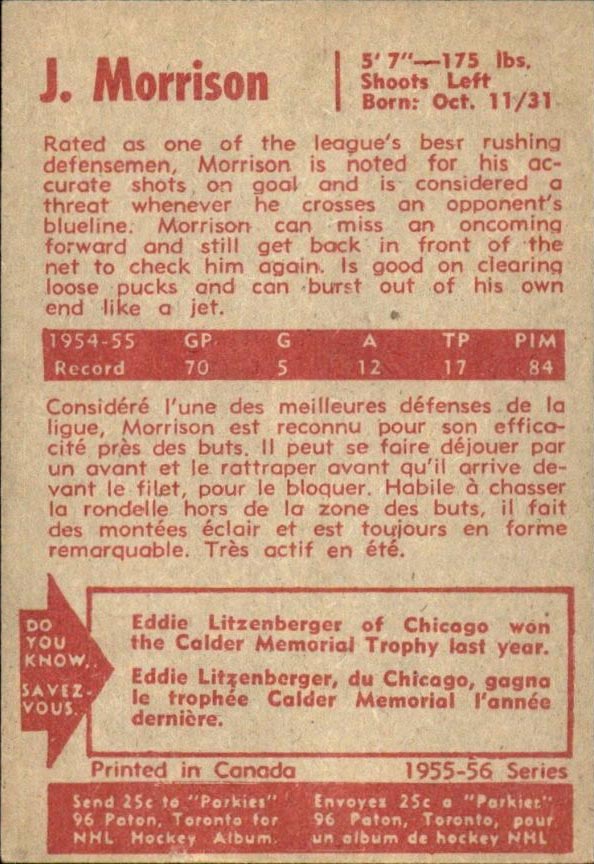 J. Morrison
5' 7"—175 lbs.
Shoots Left
Born: Oct. 11/31
Rated as one of the league's best rushing
defensemen, Morrison is noted for his ac-
curate shots on goal and is considered a
threat whenever he crosses an opponent's
blueline. Morrison can miss an oncoming
forward and still get back in front of the
net to check him again. Is good on clearing
loose pucks and can burst out of his own
end like a jet.
1954-55 GP G A TP PIM
Record 70 5 12 17 84
Considéré l'une des meilleures défenses de la
ligue, Morrison est reconnu pour son effica-
cité près des buts. Il peut se faire déjouer par
un avant et le rattraper avant qu'il arrive de-
vant le filet, pour le bloquer. Habile à chasser
la rondelle hors de la zone des buts, il fait
des montées éclair et est toujours en forme
remarquable. Très actif en été.
DO
YOU
KNOW..
SAVEZ-
VOUS.
Eddie Litzenberger of Chicago won
the Calder Memorial Trophy last year.
Eddie Litzenberger, du Chicago, gagna
le trophée Calder Memorial l'année
dernière.
Printed in Canada 1955-56 Series
Send 25c to "Parkies"
96 Paton, Toronto for
NHL Hockey Album.
Envoyez 25c a "Parkies"
96 Paton, Toronto, pour
un album de hockey NHL